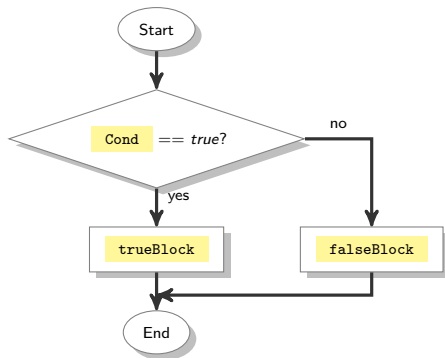 Start
Cond == true?
no
yes
trueBlock
falseBlock
End